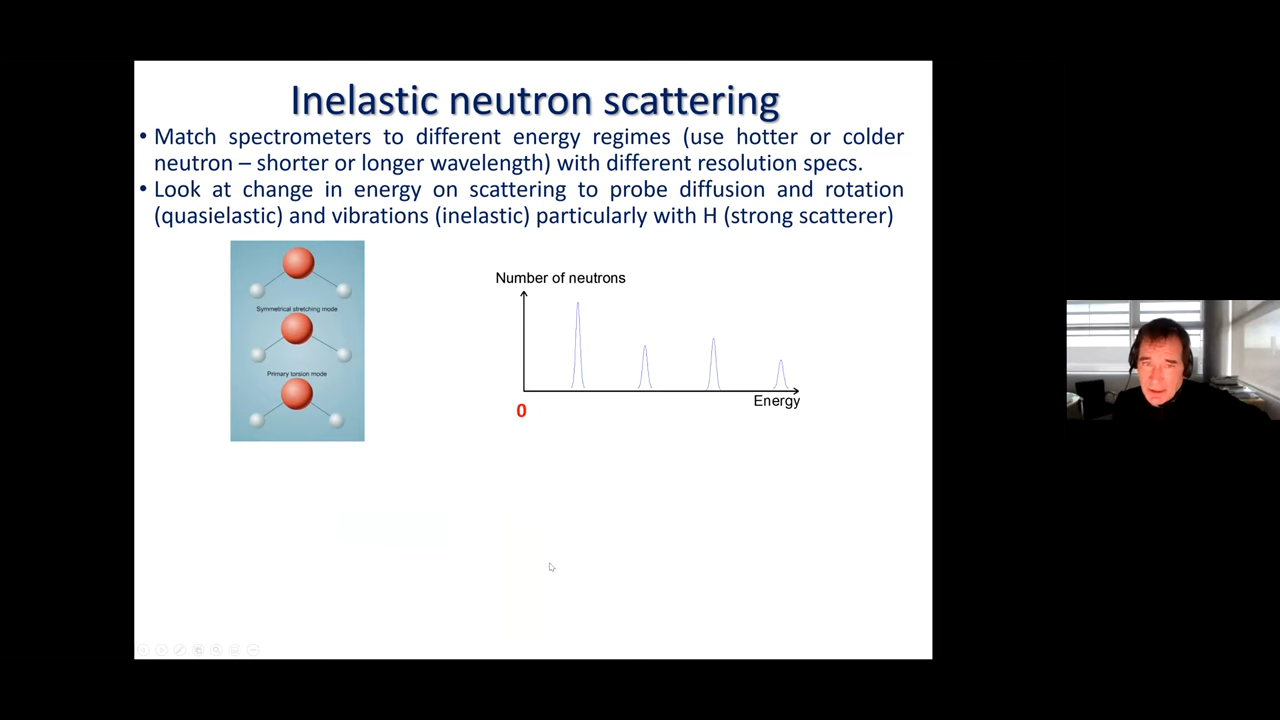 Inelastic neutron scattering
• Match spectrometers to different energy regimes (use hotter or colder
neutron – shorter or longer wavelength) with different resolution specs.
• Look at change in energy on scattering to probe diffusion and rotation
(quasielastic) and vibrations (inelastic) particularly with H (strong scatterer)
Symmetrical stretching mode
Primary torsion mode
Number of neutrons
Energy
0